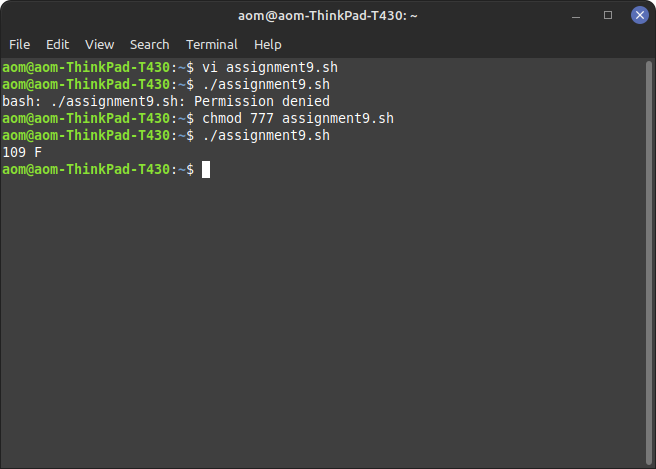 aom@aom-ThinkPad-T430: ~
File Edit View Search Terminal Help
aom@aom-ThinkPad-T430:~$ vi assignment9.sh
aom@aom-ThinkPad-T430:~$ ./assignment9.sh
bash: ./assignment9.sh: Permission denied
aom@aom-ThinkPad-T430:~$ chmod 777 assignment9.sh
aom@aom-ThinkPad-T430:~$ ./assignment9.sh
109 F
aom@aom-ThinkPad-T430:~$